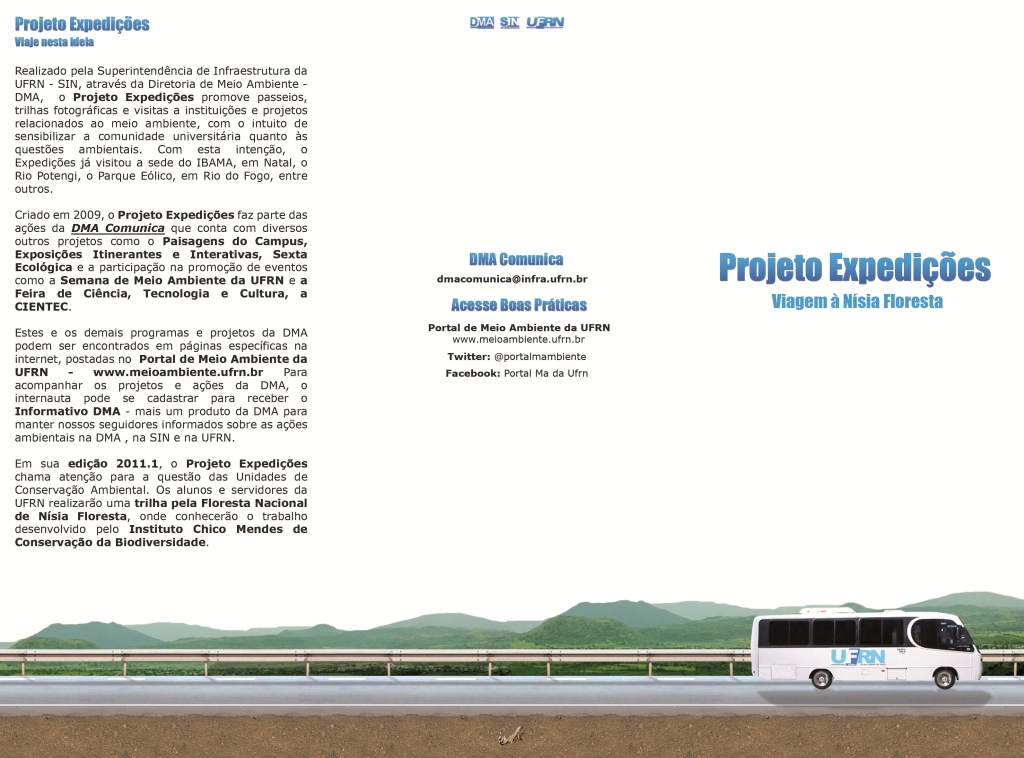 Projeto Expedições
Viaje nesta ideia
Realizado pela Superintendência de Infraestrutura da
UFRN - SIN, através da Diretoria de Meio Ambiente -
DMA, o Projeto Expedições promove passeios,
trilhas fotográficas e visitas a instituições e projetos
relacionados ao meio ambiente, com o intuito de
sensibilizar a comunidade universitária quanto às
questões ambientais. Com esta intenção, o
Expedições já visitou a sede do IBAMA, em Natal, o
Rio Potengi, o Parque Eólico, em Rio do Fogo, entre
outros.
Criado em 2009, o Projeto Expedições faz parte das
ações da DMA Comunica que conta com diversos
outros projetos como o Paisagens do Campus,
Exposições Itinerantes e Interativas, Sexta
Ecológica e a participação na promoção de eventos
como a Semana de Meio Ambiente da UFRN e a
Feira de Ciência, Tecnologia e Cultura, a
CIENTEC.
Estes e os demais programas e projetos da DMA
podem ser encontrados em páginas específicas na
internet, postadas no Portal de Meio Ambiente da
UFRN - www.meioambiente.ufrn.br Para
acompanhar os projetos e ações da DMA, o
internauta pode se cadastrar para receber o
Informativo DMA - mais um produto da DMA para
manter nossos seguidores informados sobre as ações
ambientais na DMA , na SIN e na UFRN.
Em sua edição 2011.1, o Projeto Expedições
chama atenção para a questão das Unidades de
Conservação Ambiental. Os alunos e servidores da
UFRN realizarão uma trilha pela Floresta Nacional
de Nísia Floresta, onde conhecerão o trabalho
desenvolvido pelo Instituto Chico Mendes de
Conservação da Biodiversidade.
DMA SIN UFRN
DMA Comunica
dmacomunica@infra.ufrn.br
Acesse Boas Práticas
Portal de Meio Ambiente da UFRN
www.meioambiente.ufrn.br
Twitter: @portalmambiente
Facebook: Portal Ma da Ufrn
Projeto Expedições
Viagem à Nísia Floresta
UFRN